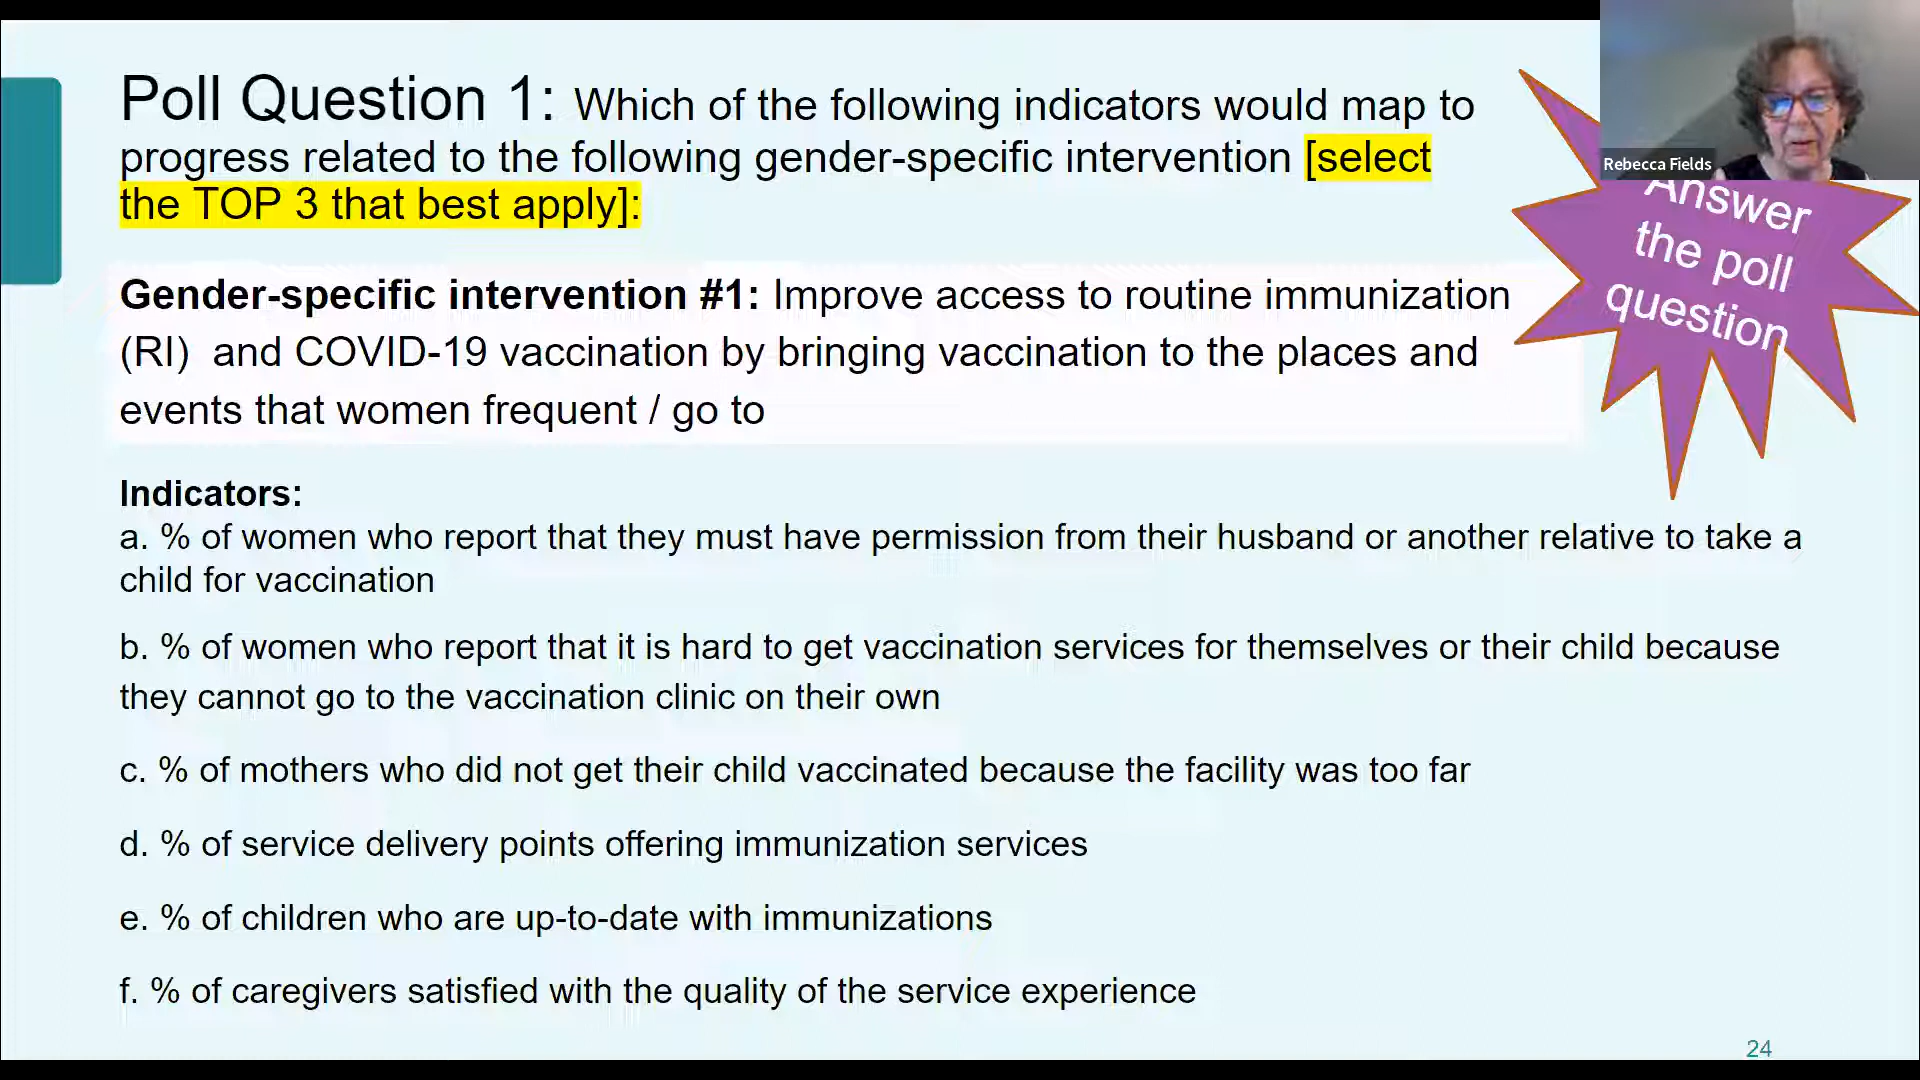 Poll Question 1: Which of the following indicators would map to
progress related to the following gender-specific intervention [select
the TOP 3 that best apply]:
Rebecca Fields
Answer
the poll
question
Gender-specific intervention #1: Improve access to routine immunization
(RI)  and COVID-19 vaccination by bringing vaccination to the places and
events that women frequent / go to
Indicators:
a. % of women who report that they must have permission from their husband or another relative to take a
child for vaccination
b. % of women who report that it is hard to get vaccination services for themselves or their child because
they cannot go to the vaccination clinic on their own
c. % of mothers who did not get their child vaccinated because the facility was too far
d. % of service delivery points offering immunization services
e. % of children who are up-to-date with immunizations
f. % of caregivers satisfied with the quality of the service experience
24